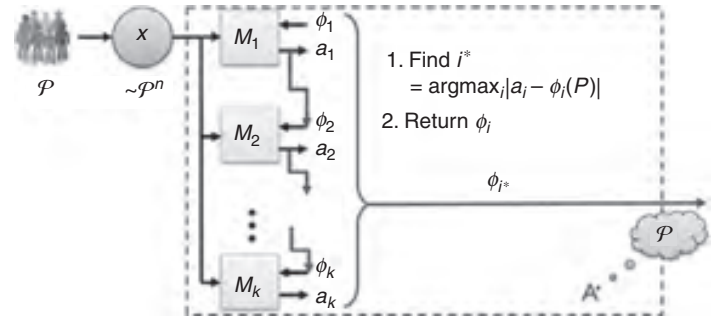 𝒫
x
~𝒫ⁿ
M₁
ϕ₁
a₁
M₂
ϕ₂
a₂
Mₖ
ϕₖ
aₖ
1. Find i*
= argmaxᵢ|aᵢ – ϕᵢ(P)|
2. Return ϕᵢ
ϕᵢ*
𝒫
A